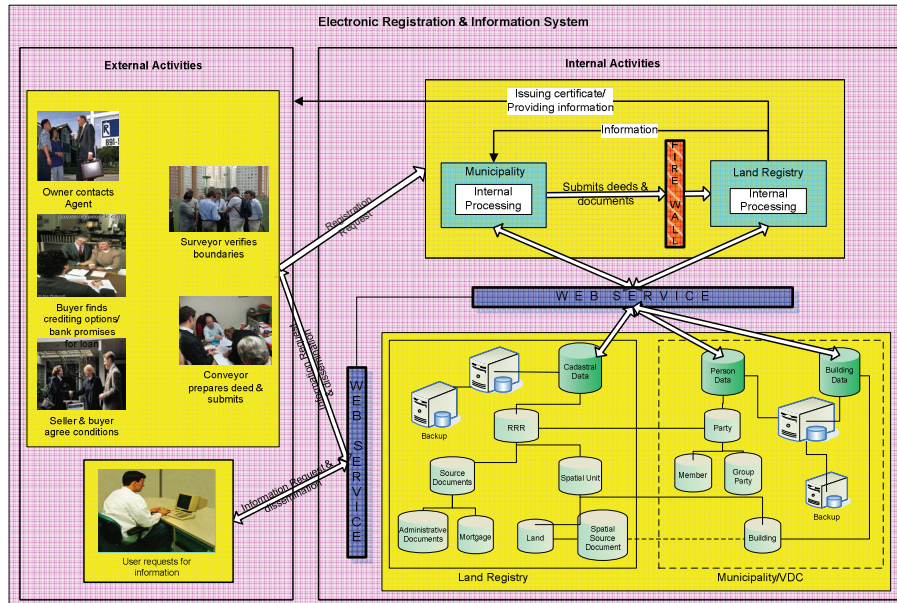 Electronic Registration & Information System
External Activities
Internal Activities
Owner contacts
Agent
Surveyor verifies
boundaries
Buyer finds
crediting options/
bank promises
for loan
Conveyor
prepares deed &
submits
Seller & buyer
agree conditions
User requests for
information
Registration
Request
Information Request
& dissemination
Information Request &
dissemination
WEB SERVICE
Issuing certificate/
Providing information
Information
Municipality
Internal
Processing
Submits deeds &
documents
FIRE WALL
Land Registry
Internal
Processing
WEB SERVICE
Cadastral
Data
Backup
RRR
Source
Documents
Spatial Unit
Administrative
Documents
Mortgage
Land
Spatial
Source
Document
Land Registry
Person
Data
Building
Data
Party
Member
Group
Party
Backup
Building
Municipality/VDC